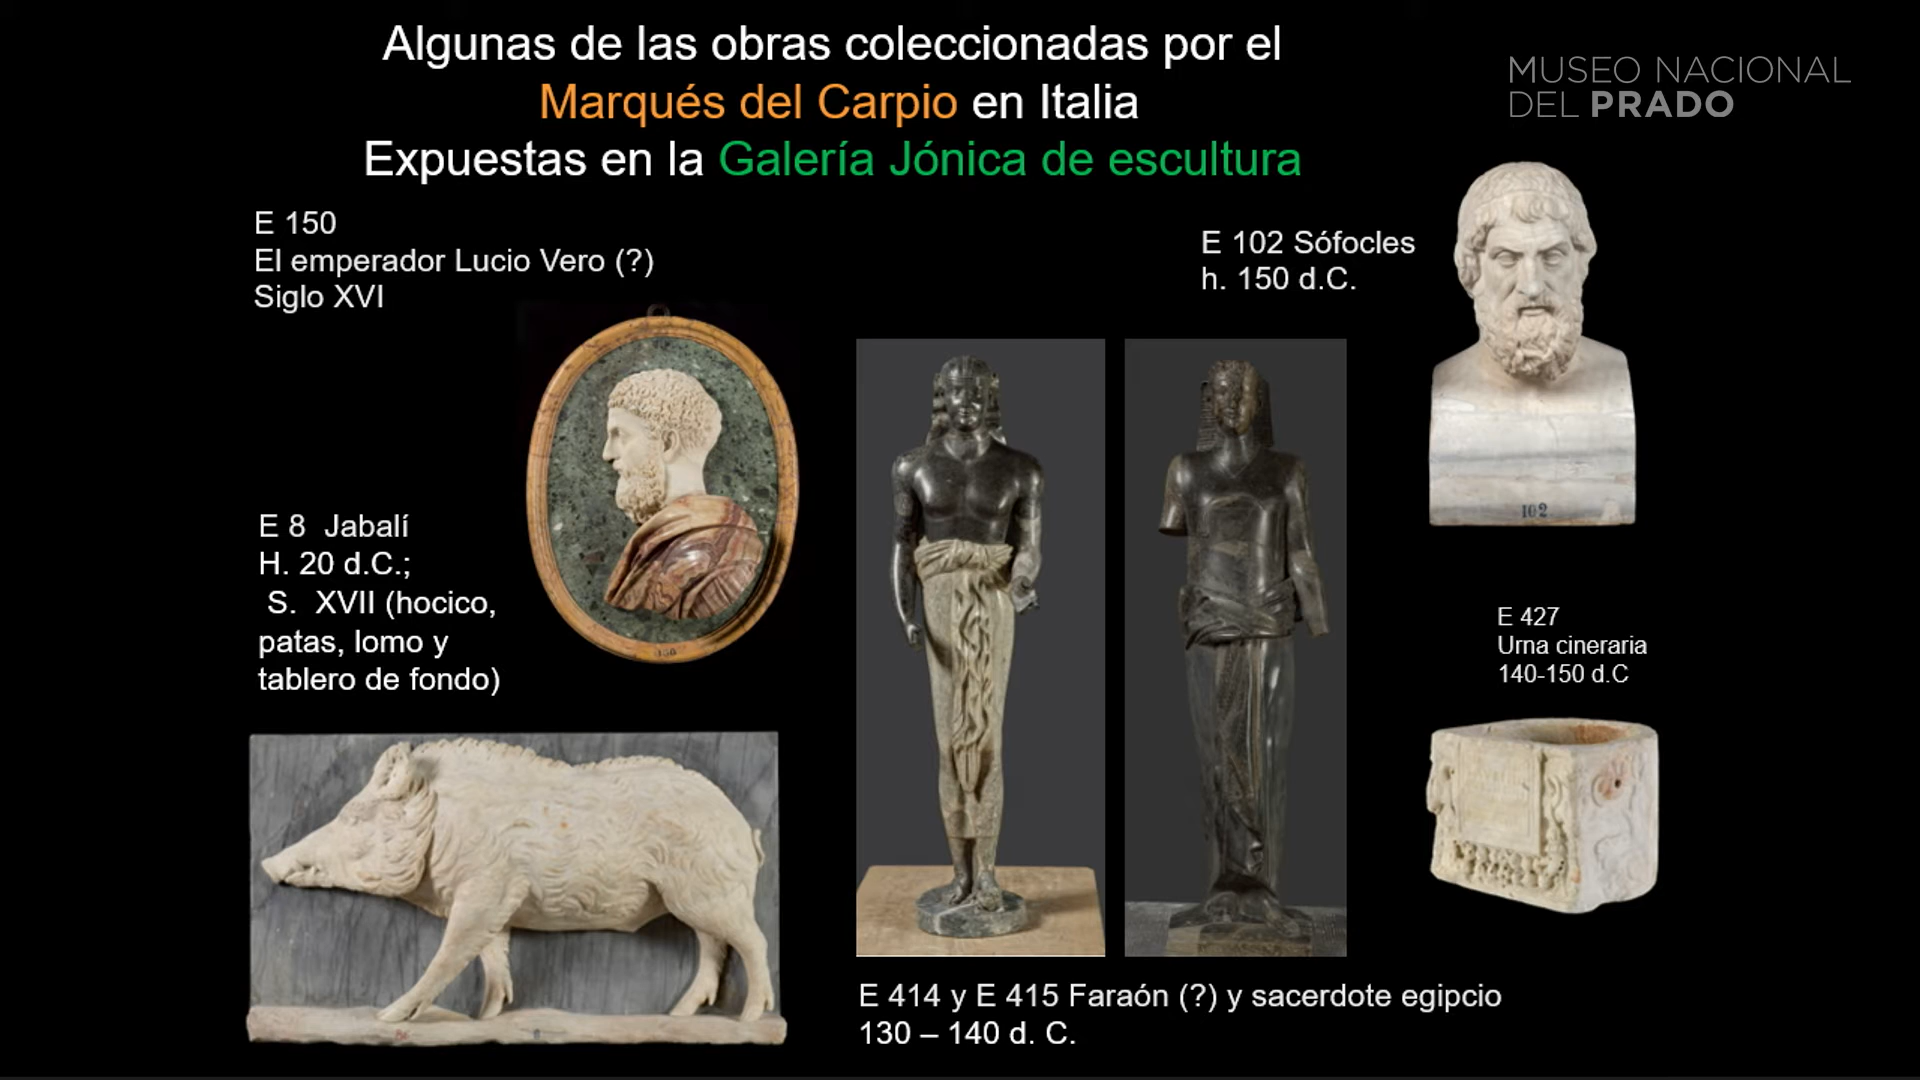 Algunas de las obras coleccionadas por el
Marqués del Carpio en Italia
Expuestas en la Galería Jónica de escultura
MUSEO NACIONAL
DEL PRADO
E 150
El emperador Lucio Vero (?)
Siglo XVI
E 102 Sófocles
h. 150 d.C.
102
E 8  Jabalí
H. 20 d.C.;
S.  XVII (hocico,
patas, lomo y
tablero de fondo)
E 427
Urna cineraria
140-150 d.C
E 414 y E 415 Faraón (?) y sacerdote egipcio
130 – 140 d. C.